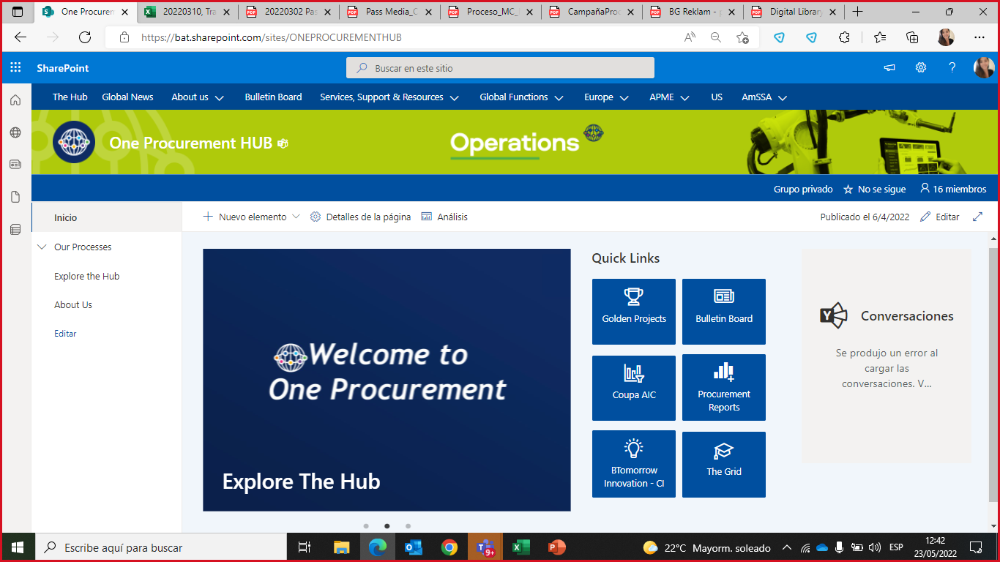 One Procurem
20220310, Tra
20220302 Pas
Pass Media_C
Proceso_MC_
CampañaProc
BG Reklam -
Digital Library
https://bat.sharepoint.com/sites/ONEPROCUREMENTHUB
SharePoint
Buscar en este sitio
The Hub
Global News
About us
Bulletin Board
Services, Support & Resources
Global Functions
Europe
APME
US
AmSSA
One Procurement HUB
Operations
Grupo privado
No se sigue
16 miembros
Inicio
Nuevo elemento
Detalles de la página
Análisis
Publicado el 6/4/2022
Editar
Our Processes
Explore the Hub
About Us
Editar
Welcome to
One Procurement
Explore The Hub
Quick Links
Golden Projects
Bulletin Board
Coupa AIC
Procurement
Reports
BTomorrow
Innovation - CI
The Grid
Y
Conversaciones
Se produjo un error al
cargar las
conversaciones. V...
Escribe aquí para buscar
9+
22°C Mayorm. soleado
ESP
12:42
23/05/2022